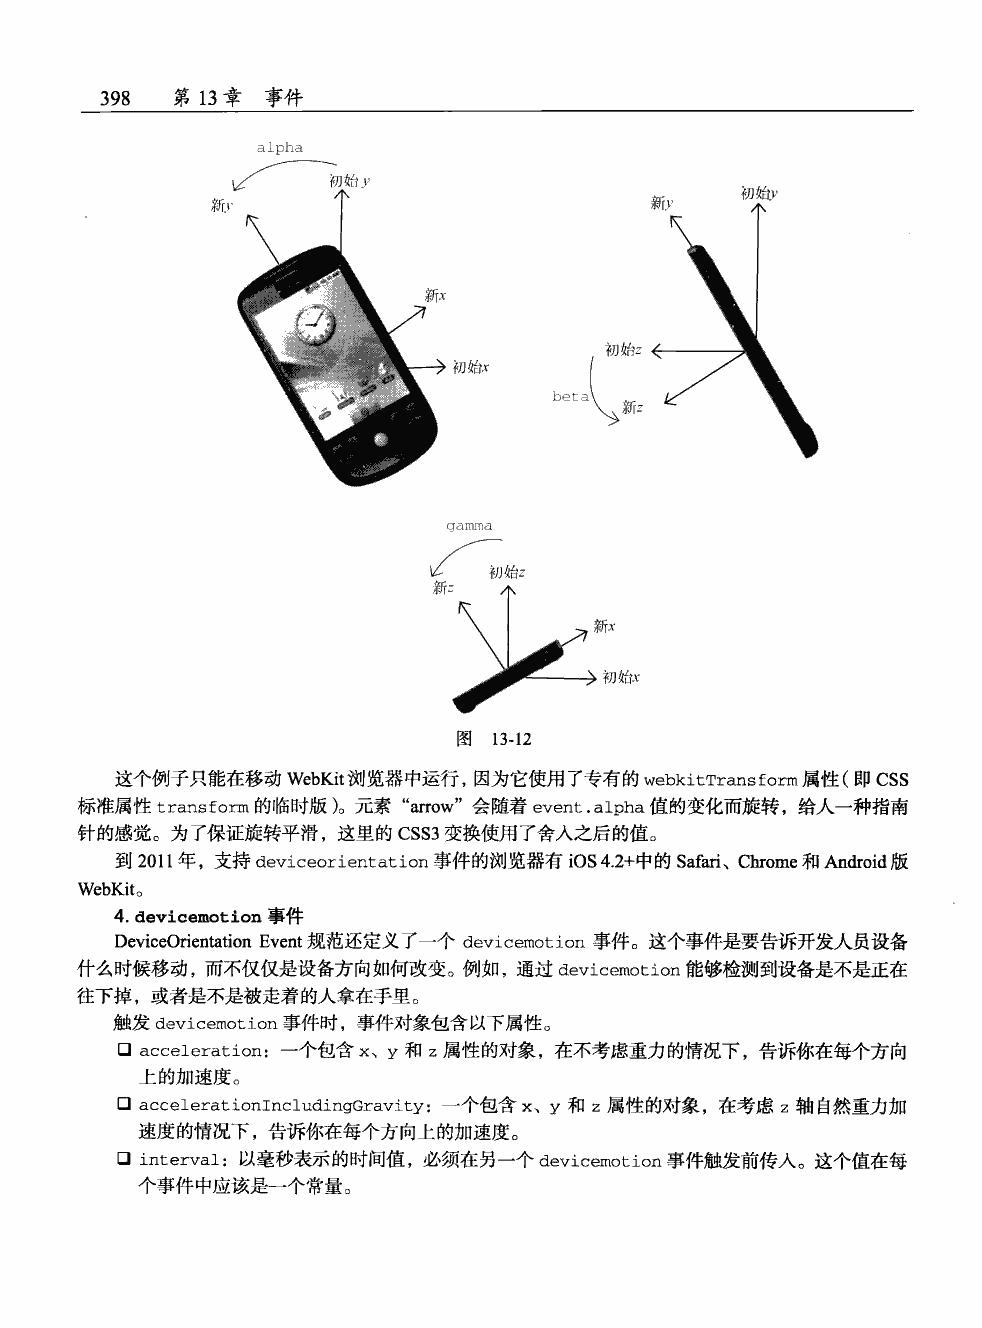 398 第 13 章 事件
alpha
初始y
新y
新x
初始x
新y
初始y
初始z
beta
新z
gamma
初始z
新z
新x
初始x
图 13-12
这个例子只能在移动 WebKit 浏览器中运行，因为它使用了专有的 webkitTransform 属性（即 CSS
标准属性 transform 的临时版）。元素“arrow”会随着 event.alpha 值的变化而旋转，给人一种指南
针的感觉。为了保证旋转平滑，这里的 CSS3 变换使用了舍入之后的值。
到 2011 年，支持 deviceorientation 事件的浏览器有 iOS 4.2+中的 Safari、Chrome 和 Android 版
WebKit。
4. devicemotion 事件
DeviceOrientation Event 规范还定义了一个 devicemotion 事件。这个事件是要告诉开发人员设备
什么时候移动，而不仅仅是设备方向如何改变。例如，通过 devicemotion 能够检测到设备是不是正在
往下掉，或者是不是被走着的人拿在手里。
触发 devicemotion 事件时，事件对象包含以下属性。
❑ acceleration：一个包含 x、y 和 z 属性的对象，在不考虑重力的情况下，告诉你在每个方向
上的加速度。
❑ accelerationIncludingGravity：一个包含 x、y 和 z 属性的对象，在考虑 z 轴自然重力加
速度的情况下，告诉你在每个方向上的加速度。
❑ interval：以毫秒表示的时间值，必须在另一个 devicemotion 事件触发前传入。这个值在每
个事件中应该是一个常量。